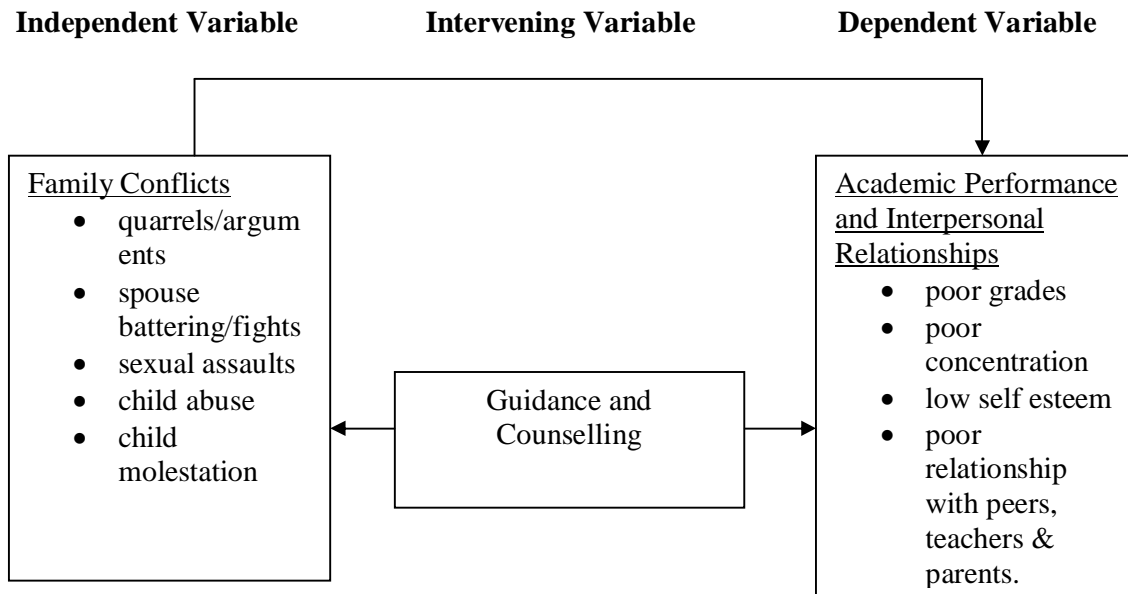 Independent Variable
Intervening Variable
Dependent Variable
Family Conflicts
• quarrels/argum
ents
• spouse
battering/fights
• sexual assaults
• child abuse
• child
molestation
Guidance and
Counselling
Academic Performance
and Interpersonal
Relationships
• poor grades
• poor
concentration
• low self esteem
• poor
relationship
with peers,
teachers &
parents.